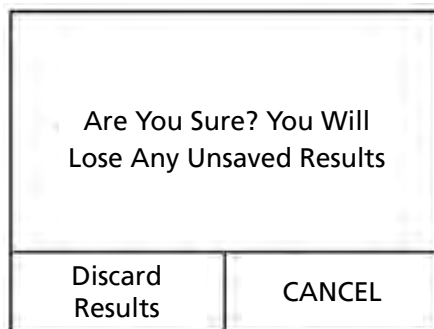 Are You Sure? You Will
Lose Any Unsaved Results
Discard
Results
CANCEL